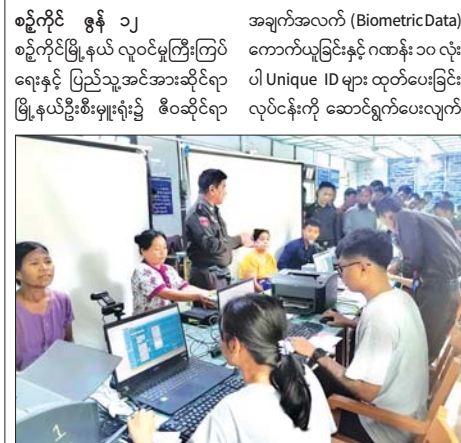 စဉ့်ကိုင် ဇွန် ၁၂
စဉ့်ကိုင်မြို့နယ် လူဝင်မှုကြီးကြပ်
ရေးနှင့် ပြည်သူ့အင်အားဆိုင်ရာ
မြို့နယ်ဦးစီးမှူးရုံး၌ ဇီဝဆိုင်ရာ
အချက်အလက် (Biometric Data)
ကောက်ယူခြင်းနှင့် ဂဏန်း ၁၀ လုံး
ပါ Unique ID များ ထုတ်ပေးခြင်း
လုပ်ငန်းကို ဆောင်ရွက်ပေးလျက်